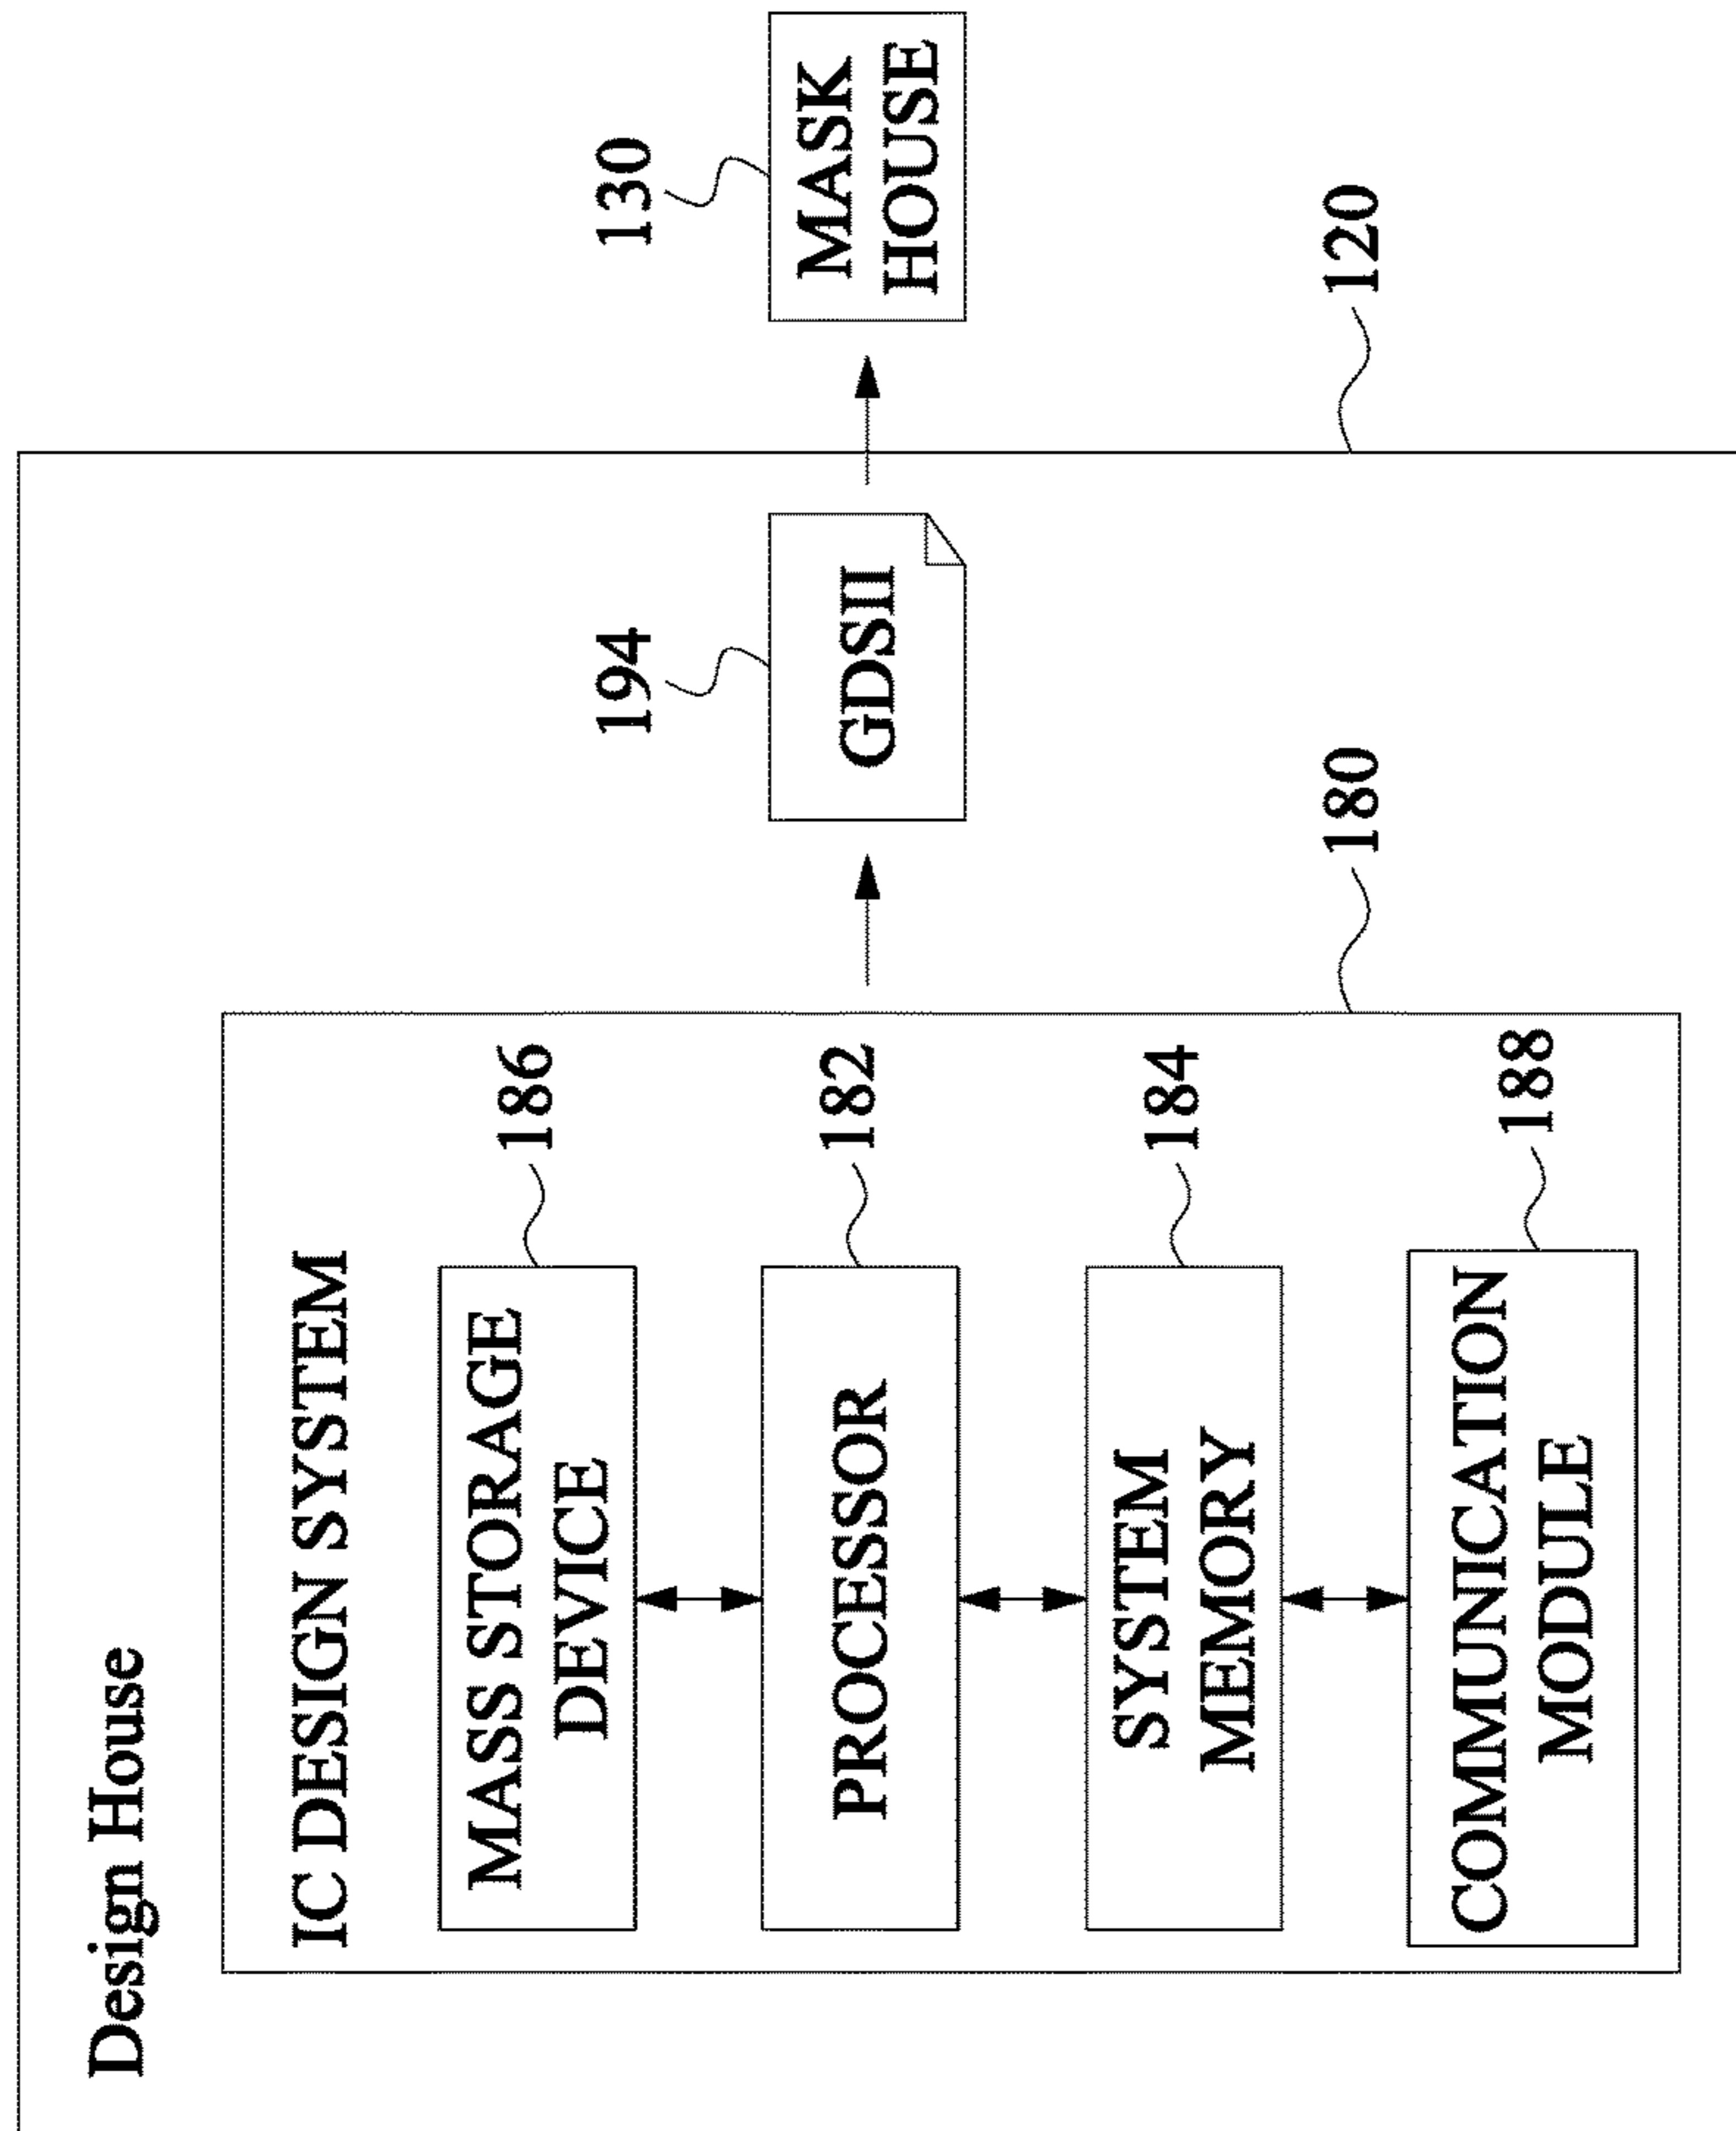 Design House
IC DESIGN SYSTEM
MASS STORAGE
DEVICE
186
PROCESSOR
182
SYSTEM
MEMORY
184
COMMUNICATION
MODULE
188
180
194
GDSII
120
130
MASK
HOUSE